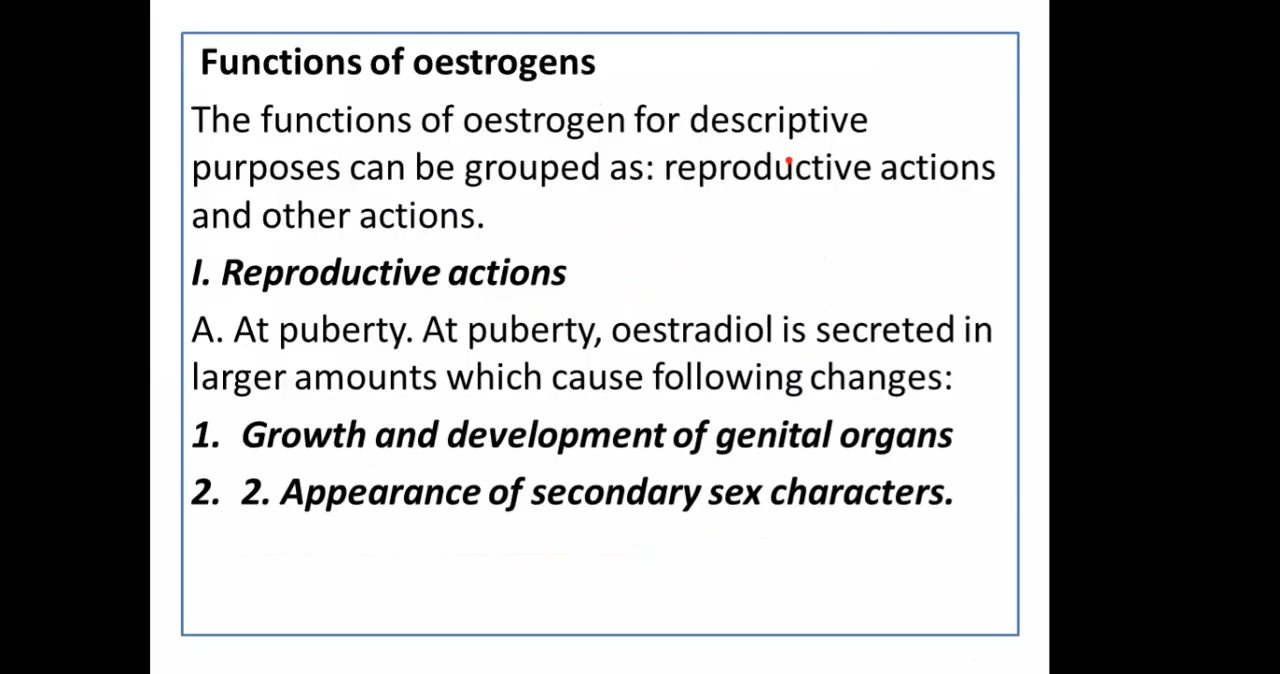 Functions of oestrogens
The functions of oestrogen for descriptive
purposes can be grouped as: reproductive actions
and other actions.
I. Reproductive actions
A. At puberty. At puberty, oestradiol is secreted in
larger amounts which cause following changes:
1. Growth and development of genital organs
2. 2. Appearance of secondary sex characters.